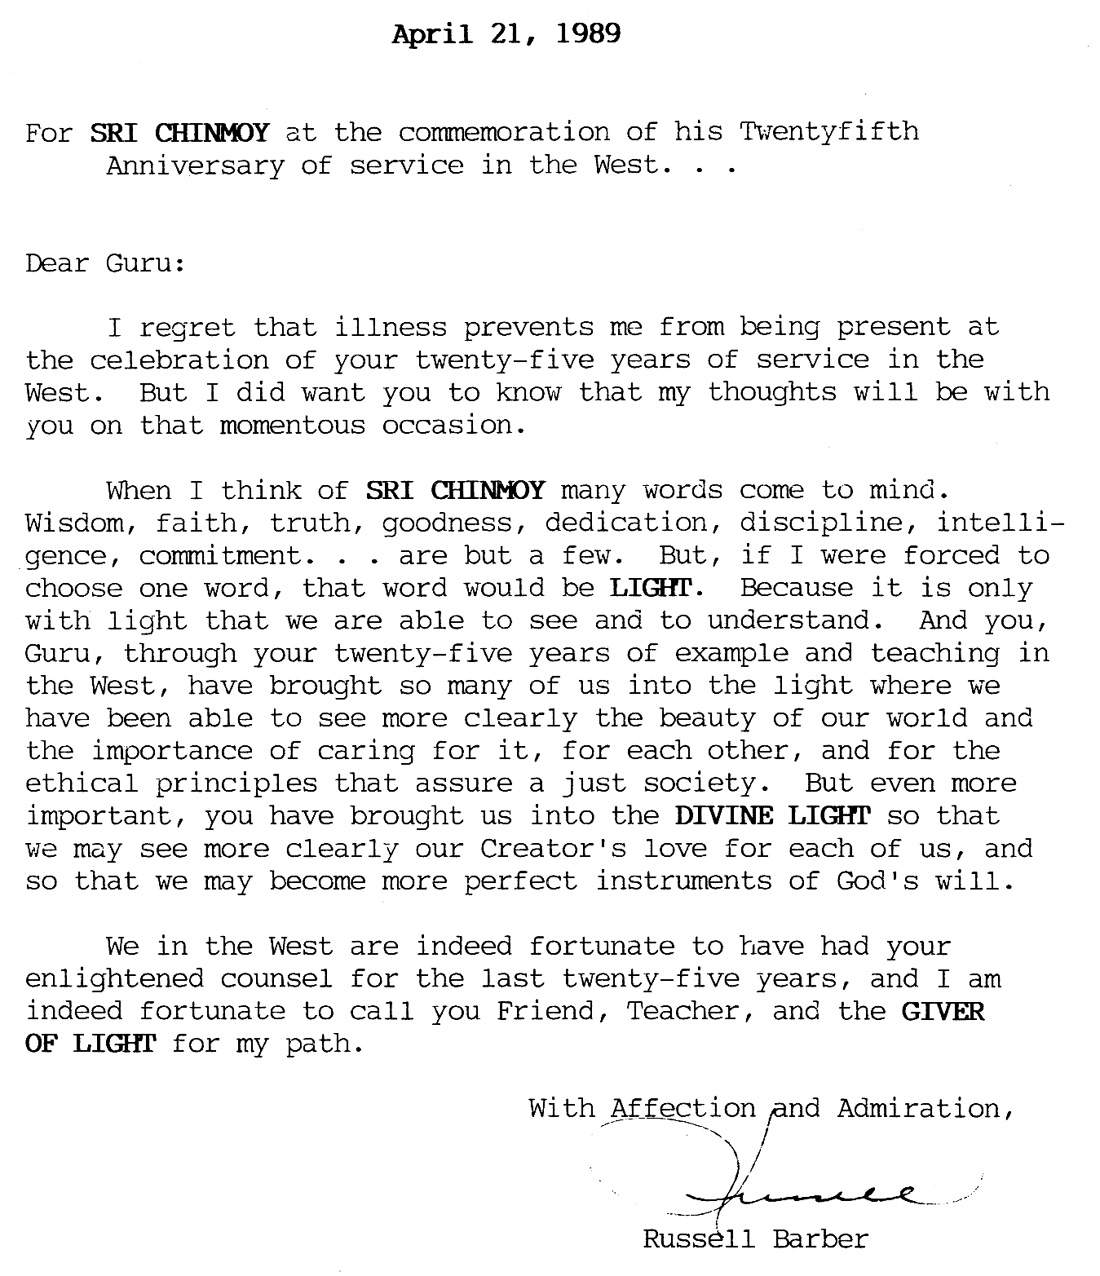 April 21, 1989
For SRI CHINMOY at the commemoration of his Twentyfifth
Anniversary of service in the West. . .
Dear Guru:
I regret that illness prevents me from being present at
the celebration of your twenty-five years of service in the
West. But I did want you to know that my thoughts will be with
you on that momentous occasion.
When I think of SRI CHINMOY many words come to mind.
Wisdom, faith, truth, goodness, dedication, discipline, intelli-
gence, commitment. . . are but a few. But, if I were forced to
choose one word, that word would be LIGHT. Because it is only
with light that we are able to see and to understand. And you,
Guru, through your twenty-five years of example and teaching in
the West, have brought so many of us into the light where we
have been able to see more clearly the beauty of our world and
the importance of caring for it, for each other, and for the
ethical principles that assure a just society. But even more
important, you have brought us into the DIVINE LIGHT so that
we may see more clearly our Creator's love for each of us, and
so that we may become more perfect instruments of God's will.
We in the West are indeed fortunate to have had your
enlightened counsel for the last twenty-five years, and I am
indeed fortunate to call you Friend, Teacher, and the GIVER
OF LIGHT for my path.
With Affection and Admiration,
Russell
Russell Barber